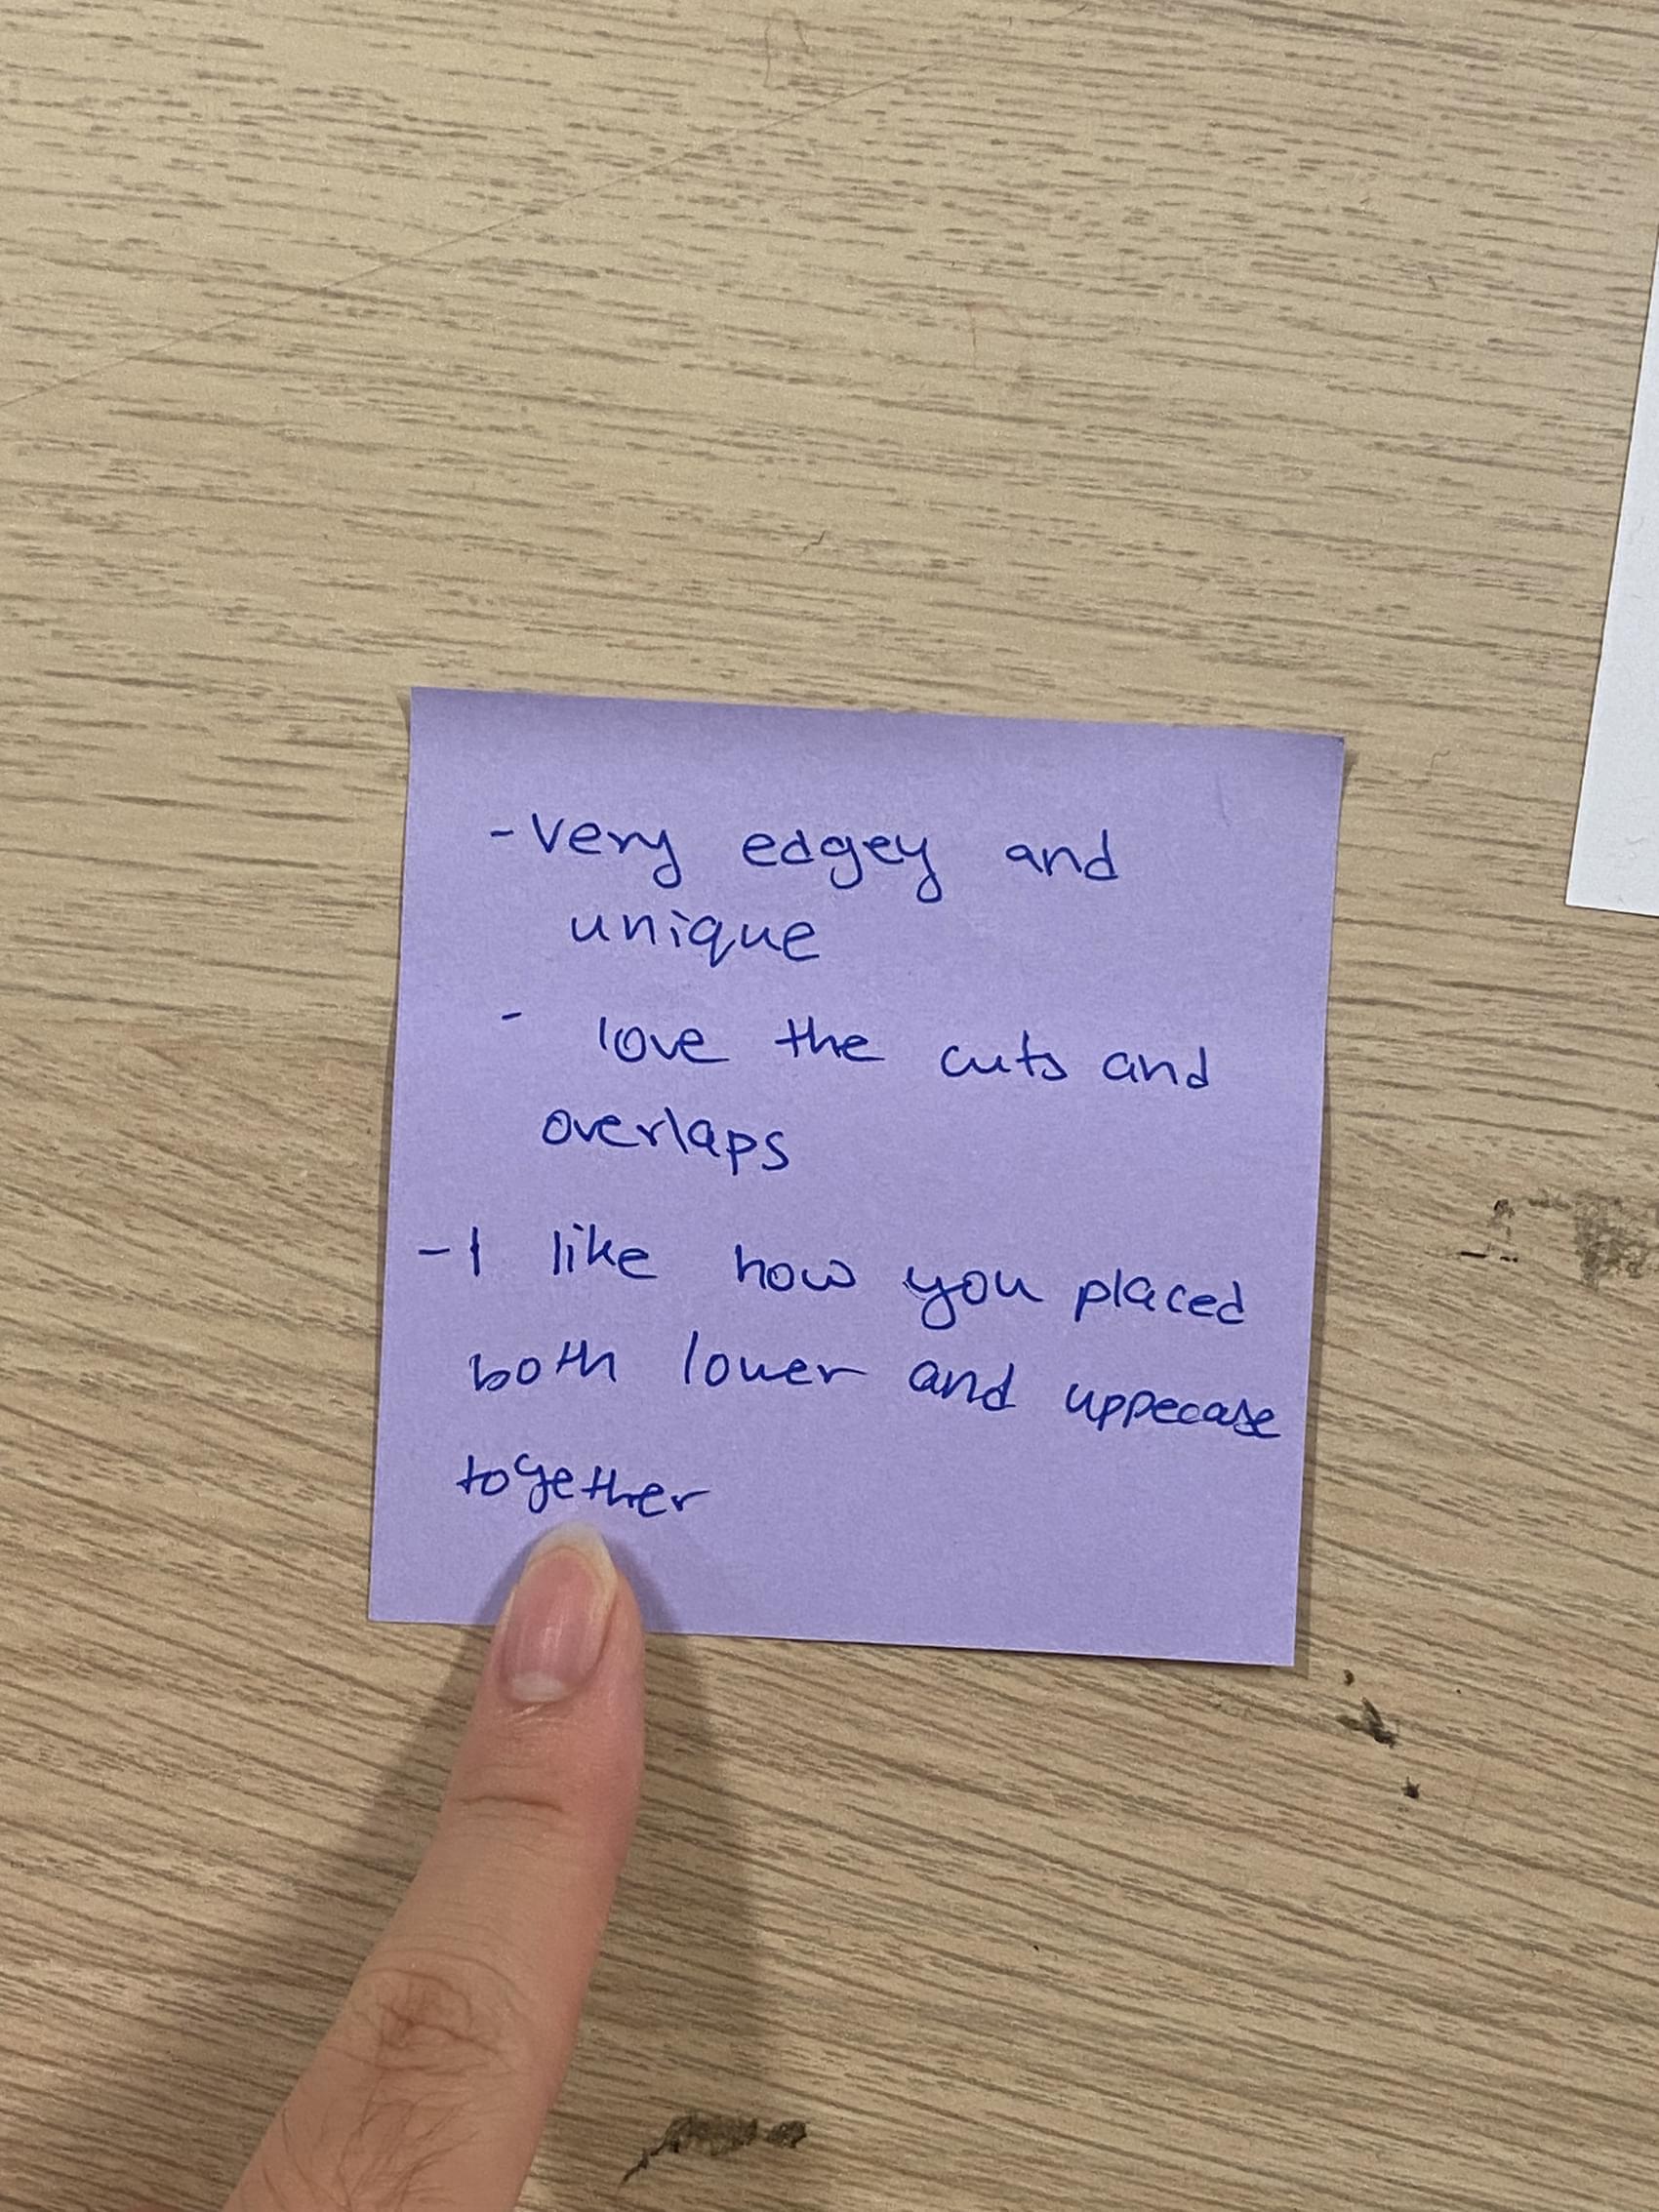 - Very edgey and
unique
- love the cuts and
overlaps
- I like how you placed
both lower and uppecase
together